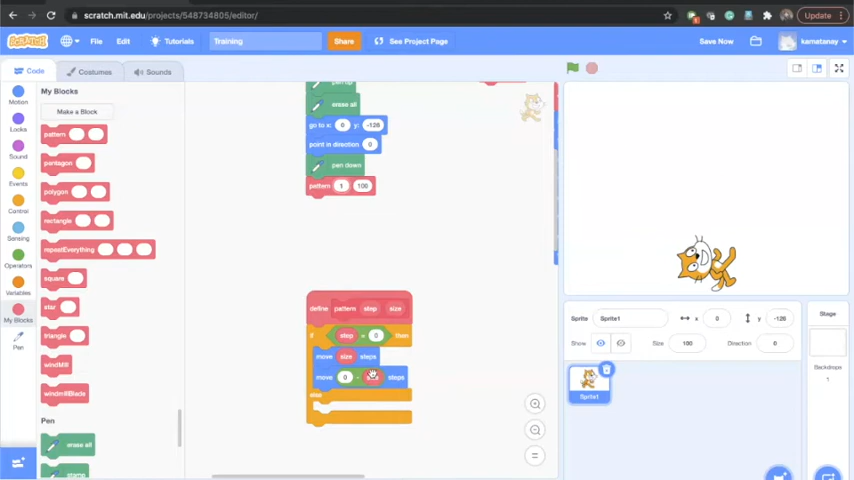 scratch.mit.edu/projects/548734805/editor/
Update
SCRATCH File Edit Tutorials Training Share See Project Page Save Now kamatanay
Code Costumes Sounds
Motion
Looks
Sound
Events
Control
Sensing
Operators
Variables
My Blocks
Pen
My Blocks
Make a Block
pattern
pentagon
polygon
rectangle
repeatEverything
square
star
triangle
windMill
windmillBlade
Pen
erase all
stamp
erase all
go to x: 0 y: -128
point in direction 0
pen down
pattern 1 100
define pattern step size
if step = 0 then
move size steps
move 0 - steps
else
Sprite Sprite1 x 0 y -128
Show Size 100 Direction 0
Sprite1
Stage
Backdrops
1